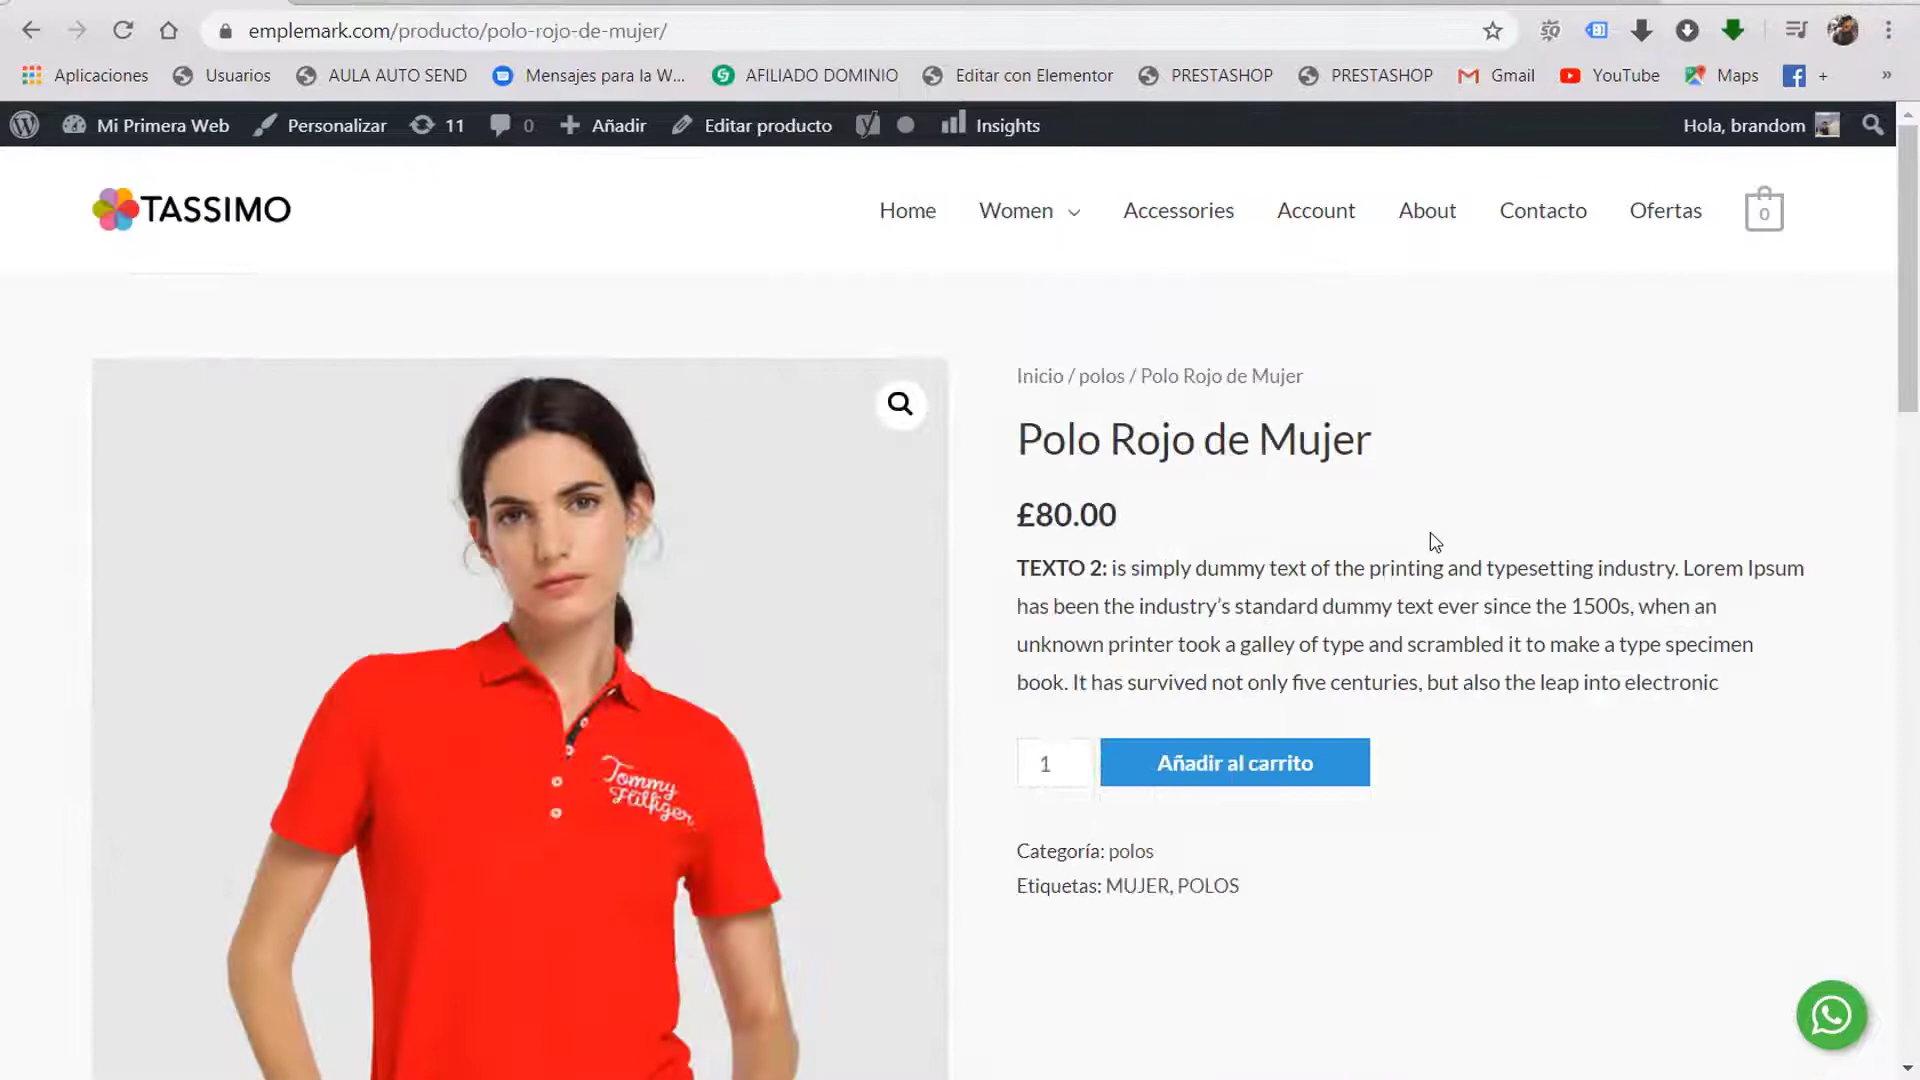 emplemark.com/producto/polo-rojo-de-mujer/
Aplicaciones Usuarios AULA AUTO SEND Mensajes para la W... AFILIADO DOMINIO Editar con Elementor PRESTASHOP PRESTASHOP Gmail YouTube Maps + »
Mi Primera Web Personalizar 11 0 Añadir Editar producto Insights Hola, brandom
TASSIMO Home Women Accessories Account About Contacto Ofertas 0
Inicio / polos / Polo Rojo de Mujer
Polo Rojo de Mujer
£80.00
TEXTO 2: is simply dummy text of the printing and typesetting industry. Lorem Ipsum
has been the industry’s standard dummy text ever since the 1500s, when an
unknown printer took a galley of type and scrambled it to make a type specimen
book. It has survived not only five centuries, but also the leap into electronic
Tommy
Hilfiger
1 Añadir al carrito
Categoría: polos
Etiquetas: MUJER, POLOS